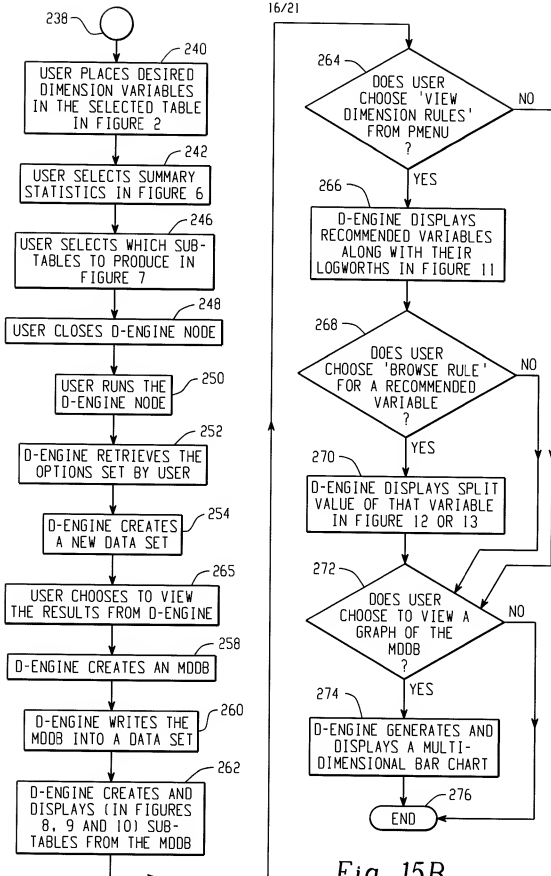 16/21
238
240
USER PLACES DESIRED
DIMENSION VARIABLES
IN THE SELECTED TABLE
IN FIGURE 2
242
USER SELECTS SUMMARY
STATISTICS IN FIGURE 6
246
USER SELECTS WHICH SUB-
TABLES TO PRODUCE IN
FIGURE 7
248
USER CLOSES D-ENGINE NODE
250
USER RUNS THE
D-ENGINE NODE
252
D-ENGINE RETRIEVES THE
OPTIONS SET BY USER
254
D-ENGINE CREATES
A NEW DATA SET
265
USER CHOOSES TO VIEW
THE RESULTS FROM D-ENGINE
258
D-ENGINE CREATES AN MDDB
260
D-ENGINE WRITES THE
MDDB INTO A DATA SET
262
D-ENGINE CREATES AND
DISPLAYS (IN FIGURES
8, 9 AND 10) SUB-
TABLES FROM THE MDDB
264
DOES USER
CHOOSE 'VIEW
DIMENSION RULES'
FROM PMENU
?
NO
YES
266
D-ENGINE DISPLAYS
RECOMMENDED VARIABLES
ALONG WITH THEIR
LOGWORTHS IN FIGURE 11
268
DOES USER
CHOOSE 'BROWSE RULE'
FOR A RECOMMENDED
VARIABLE
?
NO
YES
270
D-ENGINE DISPLAYS SPLIT
VALUE OF THAT VARIABLE
IN FIGURE 12 OR 13
272
DOES USER
CHOOSE TO VIEW A
GRAPH OF THE
MDDB
?
NO
YES
274
D-ENGINE GENERATES AND
DISPLAYS A MULTI-
DIMENSIONAL BAR CHART
276
END
Fig. 15B